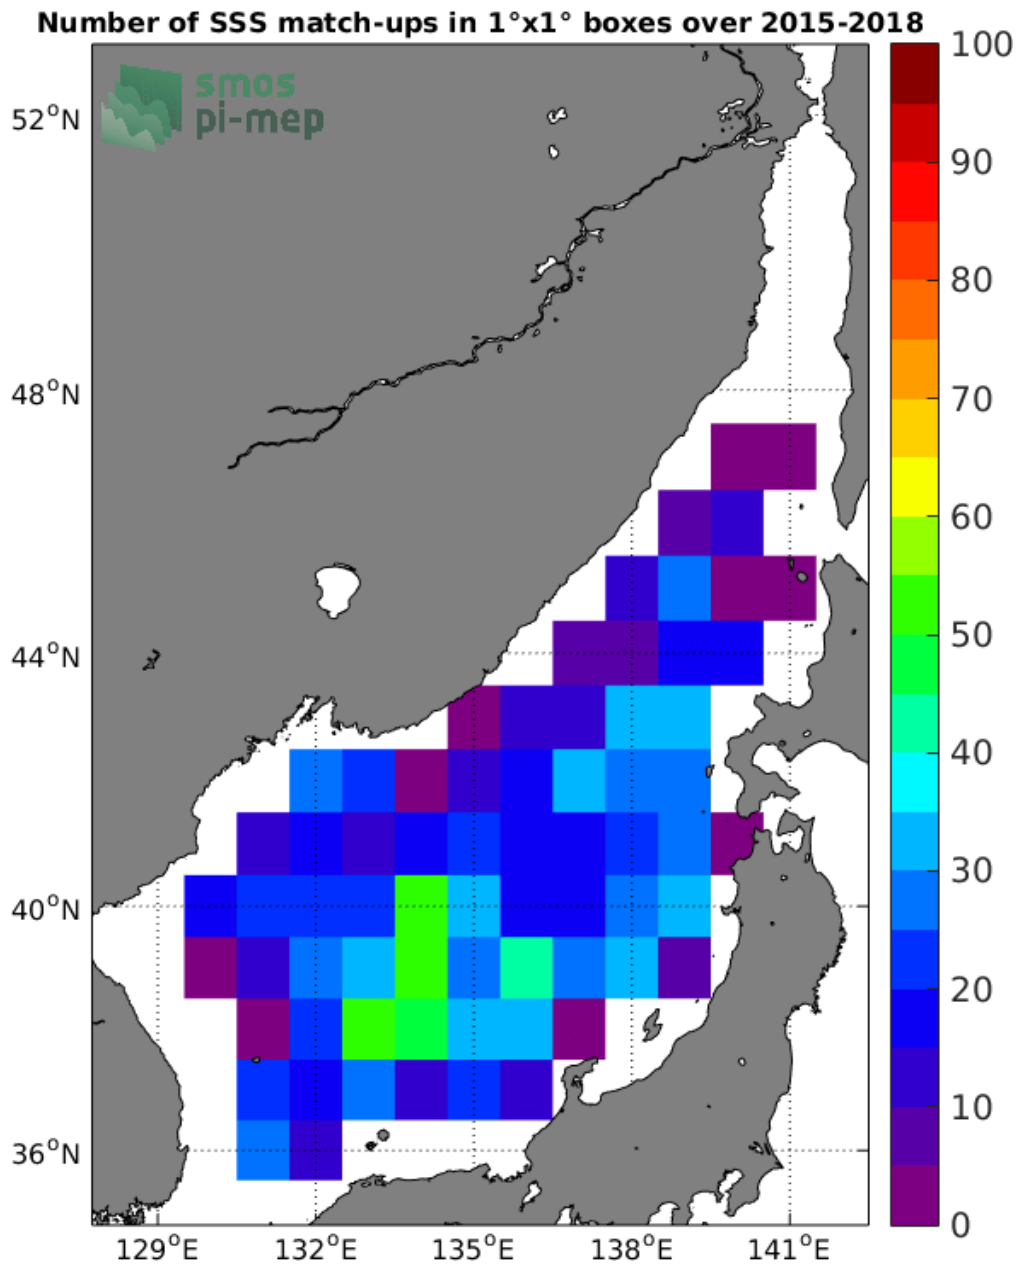 Number of SSS match-ups in 1°x1° boxes over 2015-2018
smos
pi-mep
52°N
48°N
44°N
40°N
36°N
129°E 132°E 135°E 138°E 141°E
100
90
80
70
60
50
40
30
20
10
0